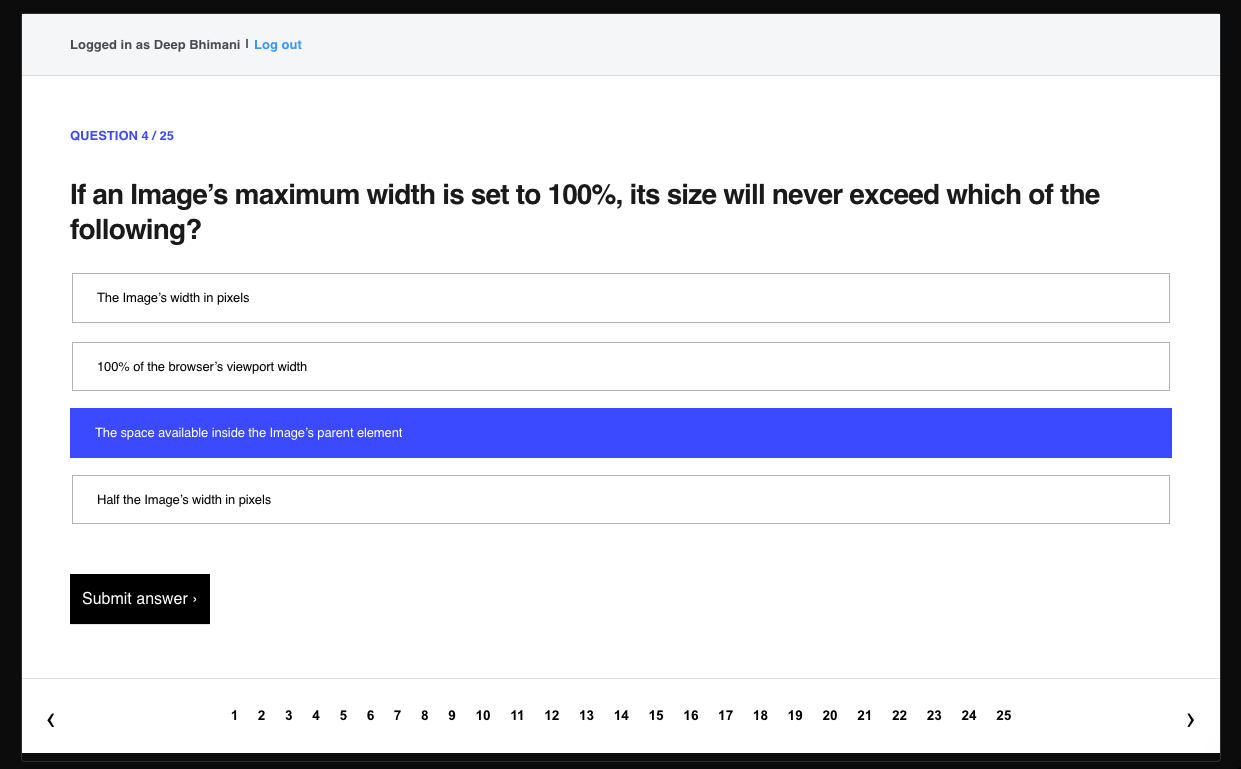 Logged in as Deep Bhimani | Log out
QUESTION 4 / 25
If an Image’s maximum width is set to 100%, its size will never exceed which of the
following?
The Image’s width in pixels
100% of the browser’s viewport width
The space available inside the Image’s parent element
Half the Image’s width in pixels
Submit answer ›
❮ 1 2 3 4 5 6 7 8 9 10 11 12 13 14 15 16 17 18 19 20 21 22 23 24 25 ❯